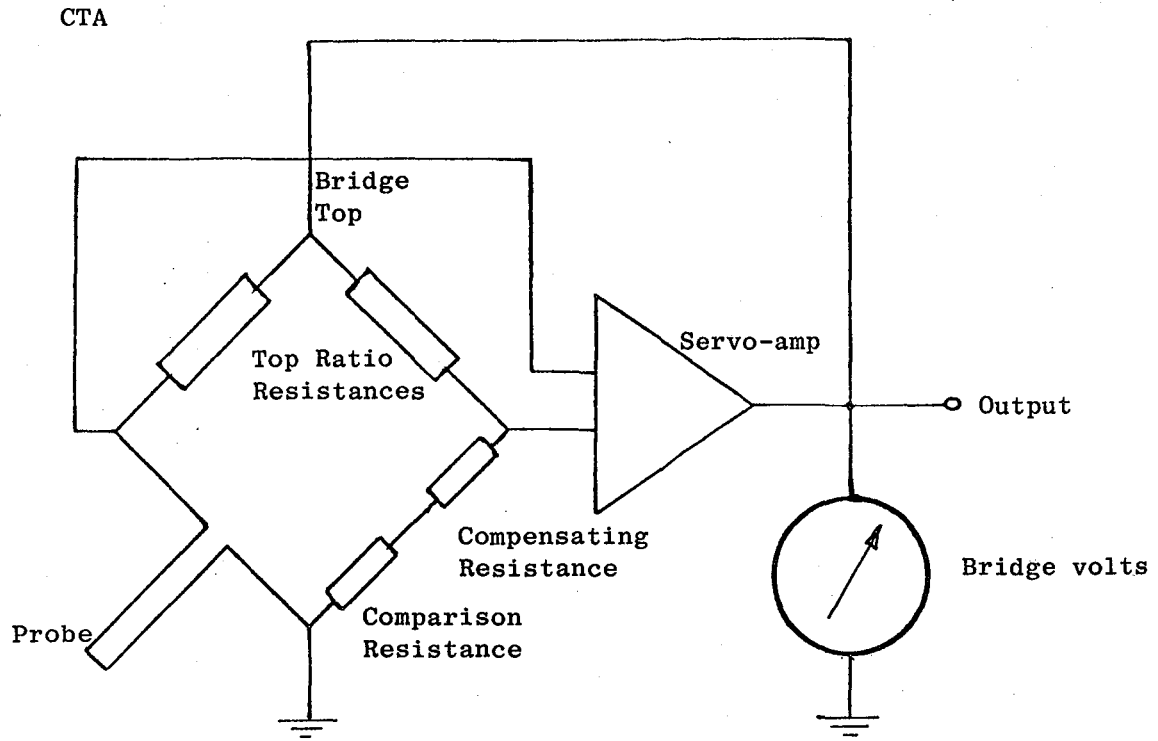 CTA
Bridge
Top
Top Ratio
Resistances
Servo-amp
Output
Compensating
Resistance
Bridge volts
Comparison
Resistance
Probe